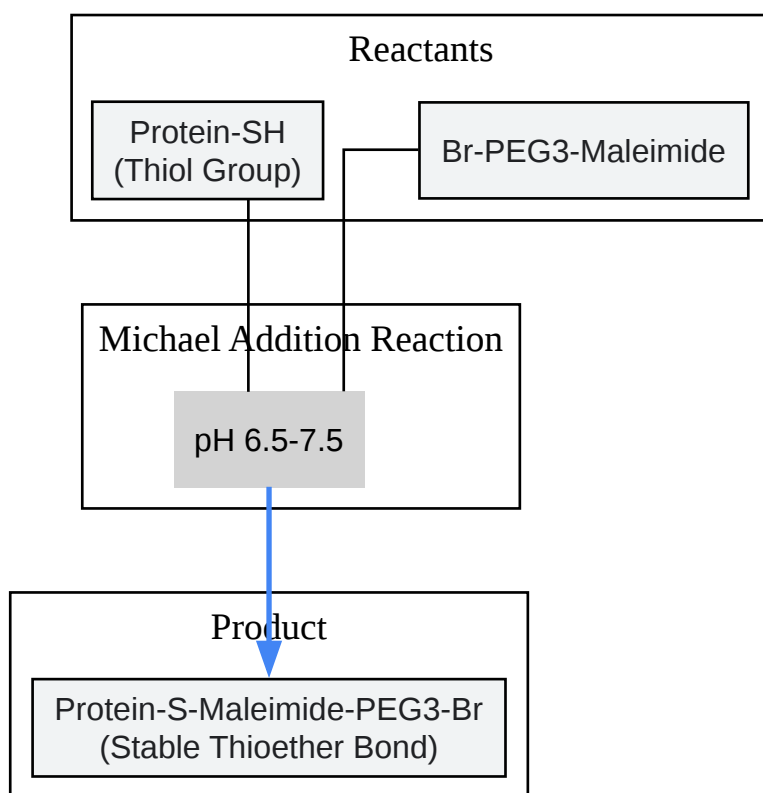 Reactants
Protein-SH
(Thiol Group)
Br-PEG3-Maleimide
Michael Addition Reaction
pH 6.5-7.5
Product
Protein-S-Maleimide-PEG3-Br
(Stable Thioether Bond)